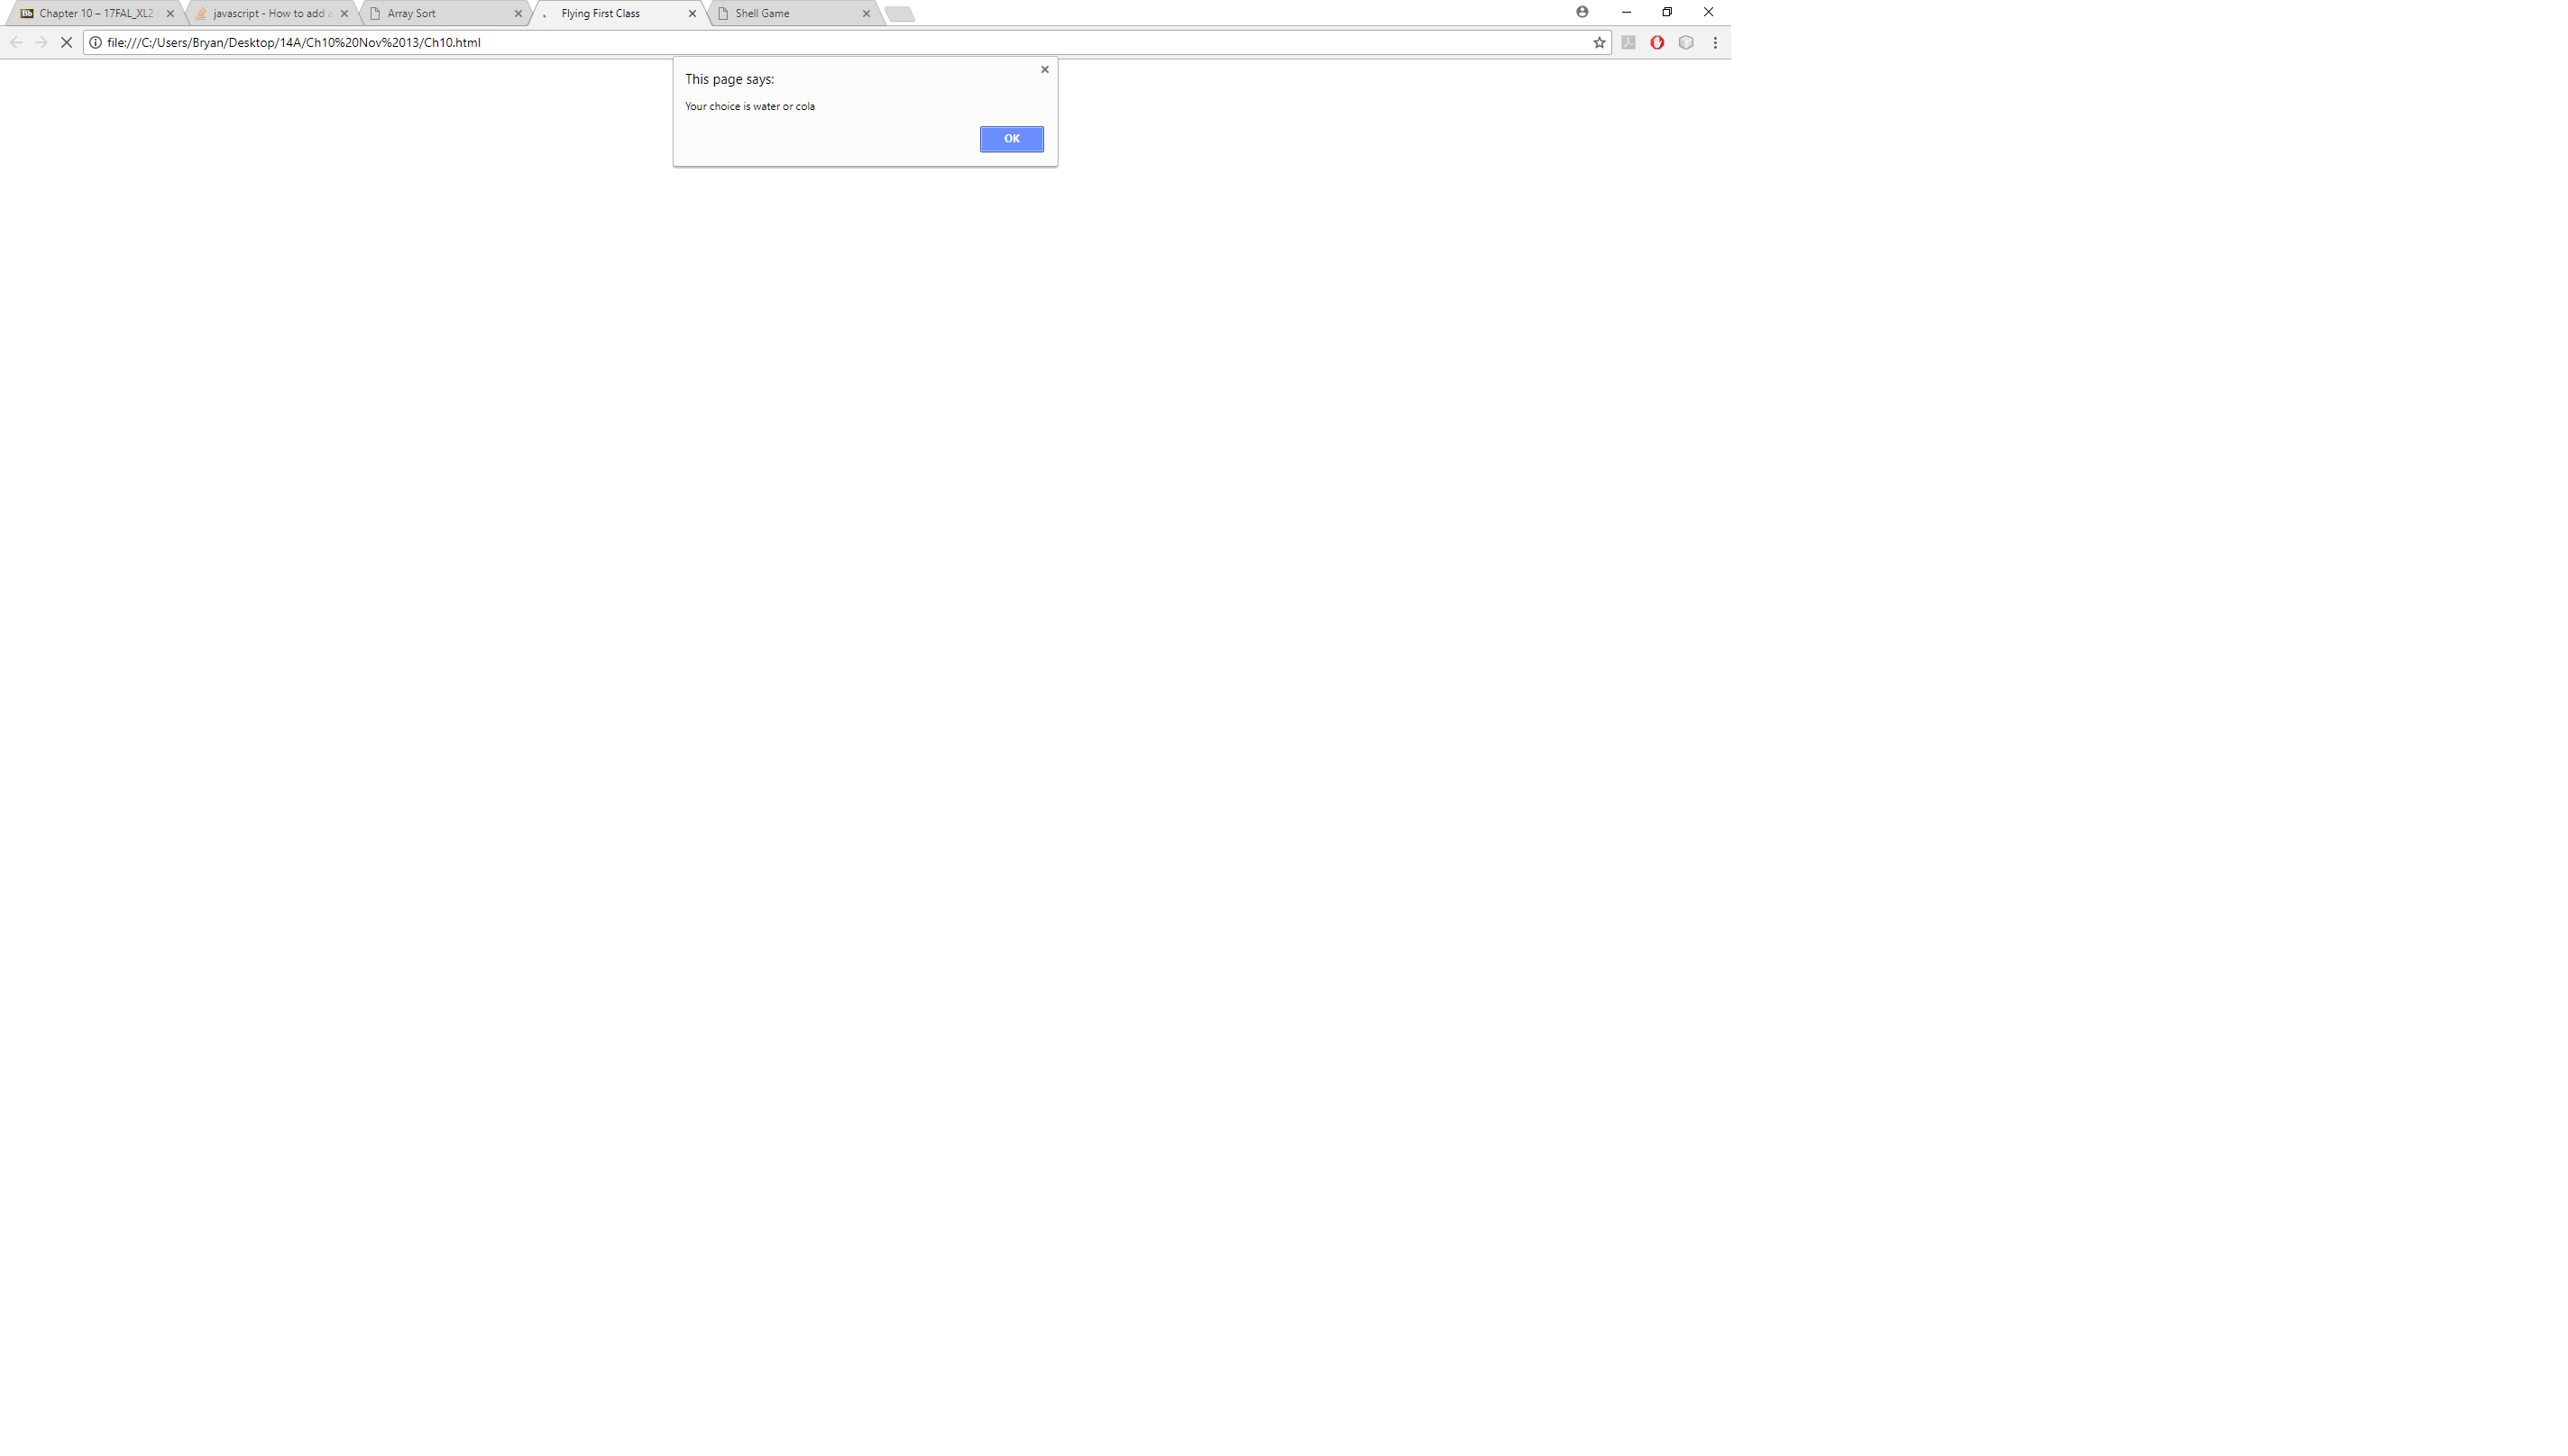 Bb Chapter 10 – 17FAL_XL2
javascript - How to add a
Array Sort
Flying First Class
Shell Game
file:///C:/Users/Bryan/Desktop/14A/Ch10%20Nov%2013/Ch10.html
This page says:
Your choice is water or cola
OK